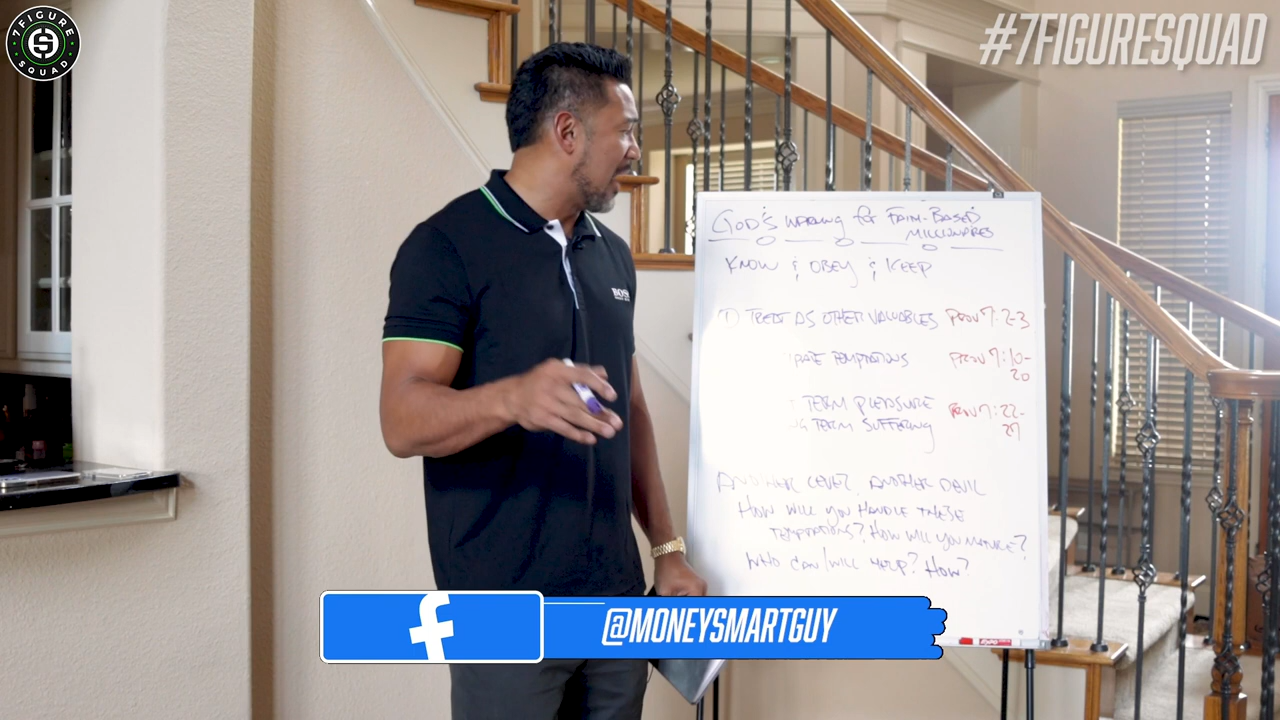 7 FIGURE SQUAD
#7FIGURESQUAD
BOSS
GOD'S WARNING for FAITH-BASED
MILLIONAIRES
KNOW & OBEY & KEEP
1) TREAT AS OTHER VALUABLES PROV 7:2-3
TEMPTATIONS PROV 7:10-
20
TERM PLEASURE PROV 7:22-
27
TERM SUFFERING
ANOTHER LEVEL, ANOTHER DEVIL
HOW WILL YOU HANDLE THESE
TEMPTATIONS? HOW WILL YOU MATURE?
WHO CAN/WILL HELP? HOW?
@MONEYSMARTGUY